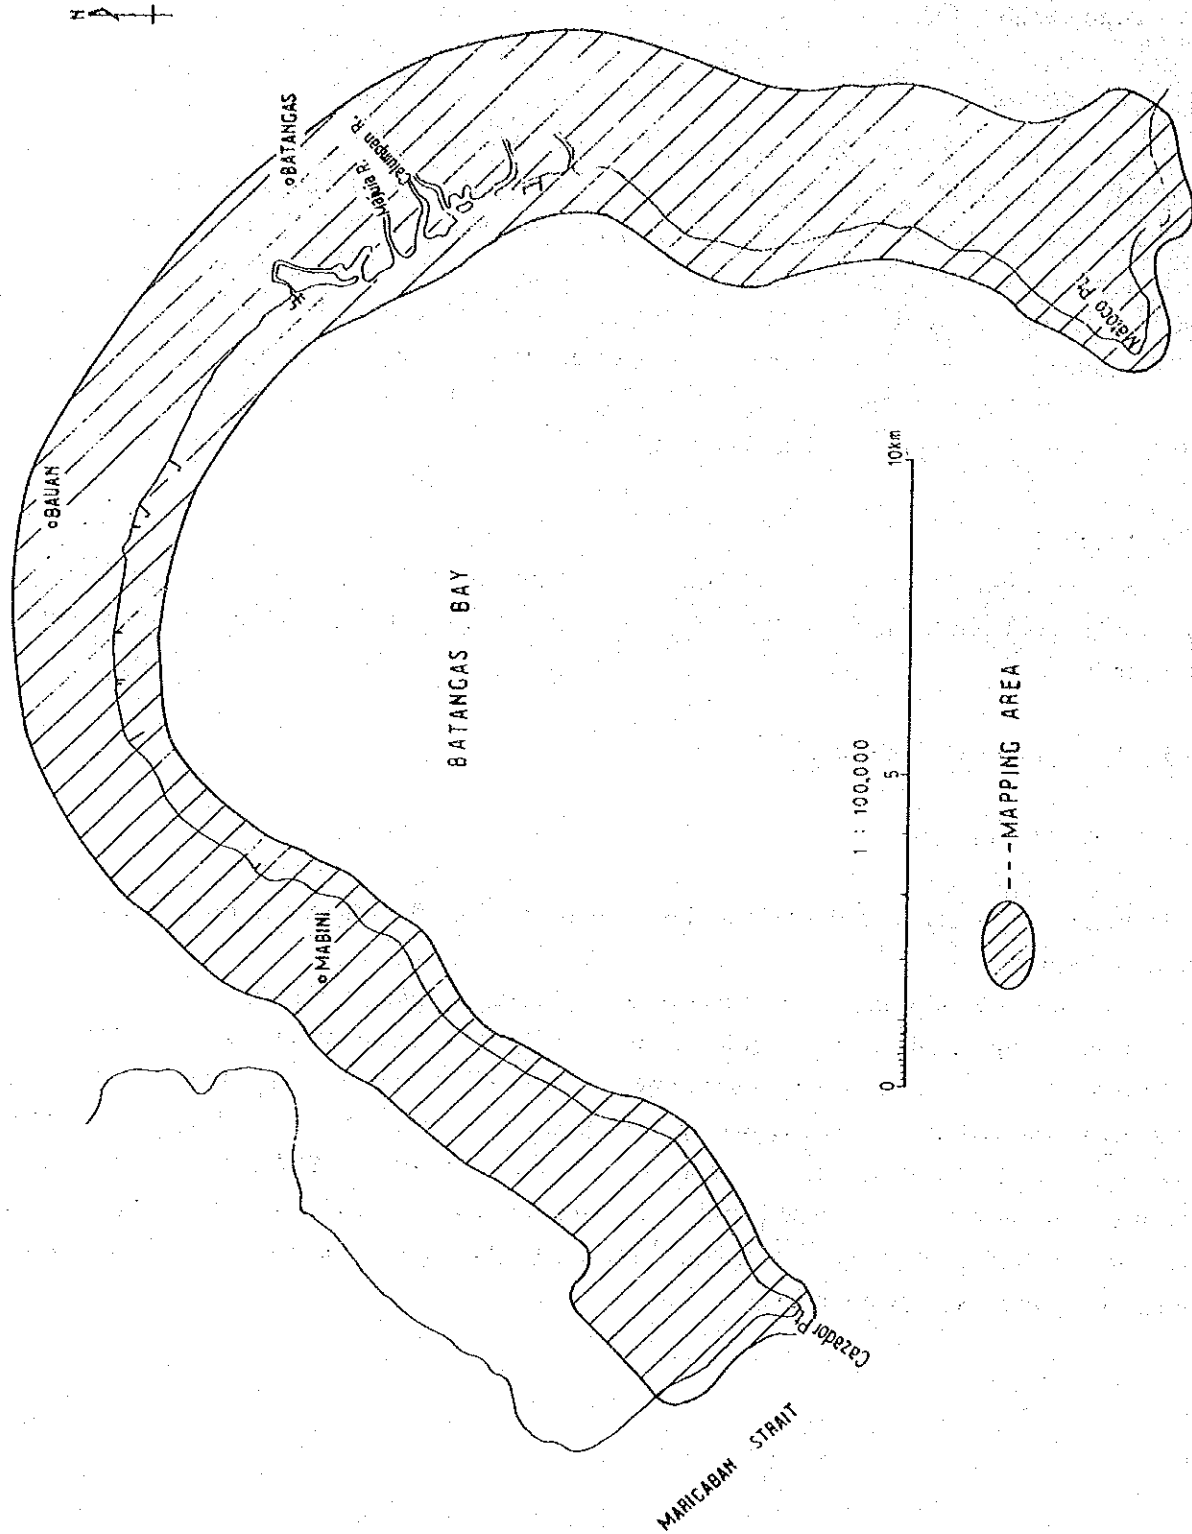 N
BATANGAS
Calumpan R.
BAUAN
MABINI
BATANGAS BAY
Matoco Pt.
Cazador Pt.
MARICABAN STRAIT
1 : 100,000
0 5 10km
---MAPPING AREA